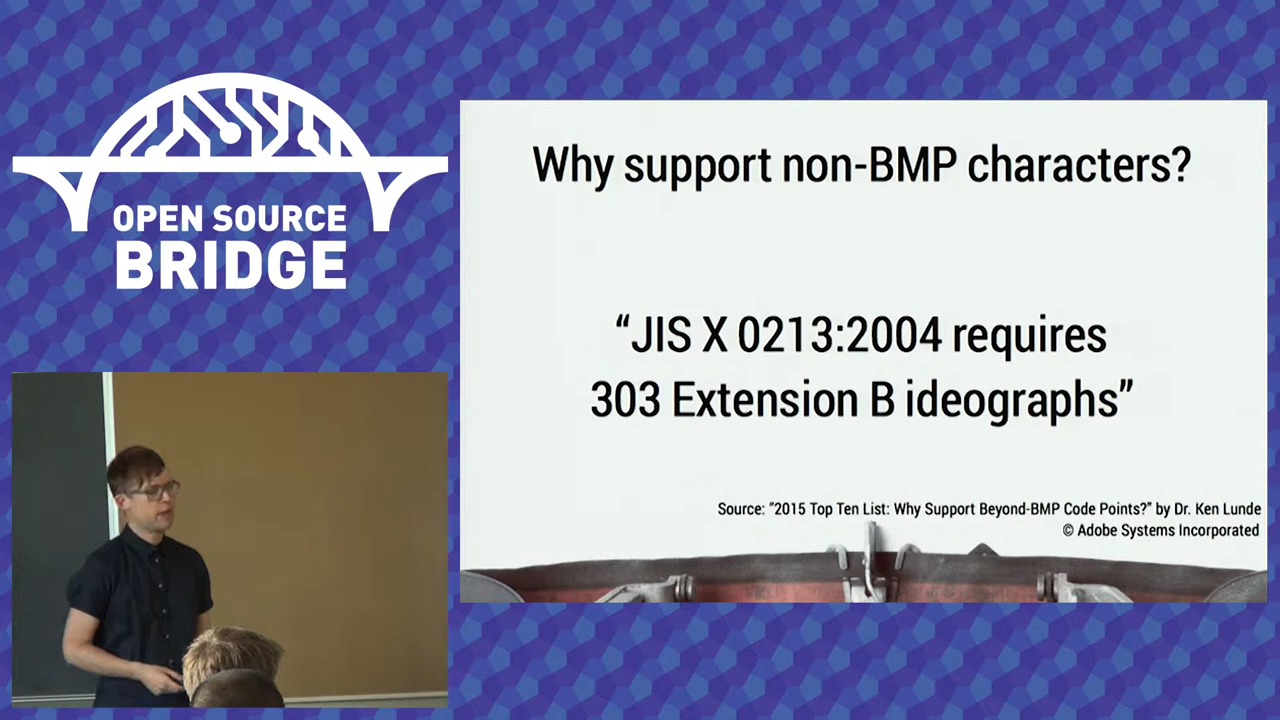 OPEN SOURCE
BRIDGE
Why support non-BMP characters?
“JIS X 0213:2004 requires
303 Extension B ideographs”
Source: "2015 Top Ten List: Why Support Beyond-BMP Code Points?" by Dr. Ken Lunde
© Adobe Systems Incorporated